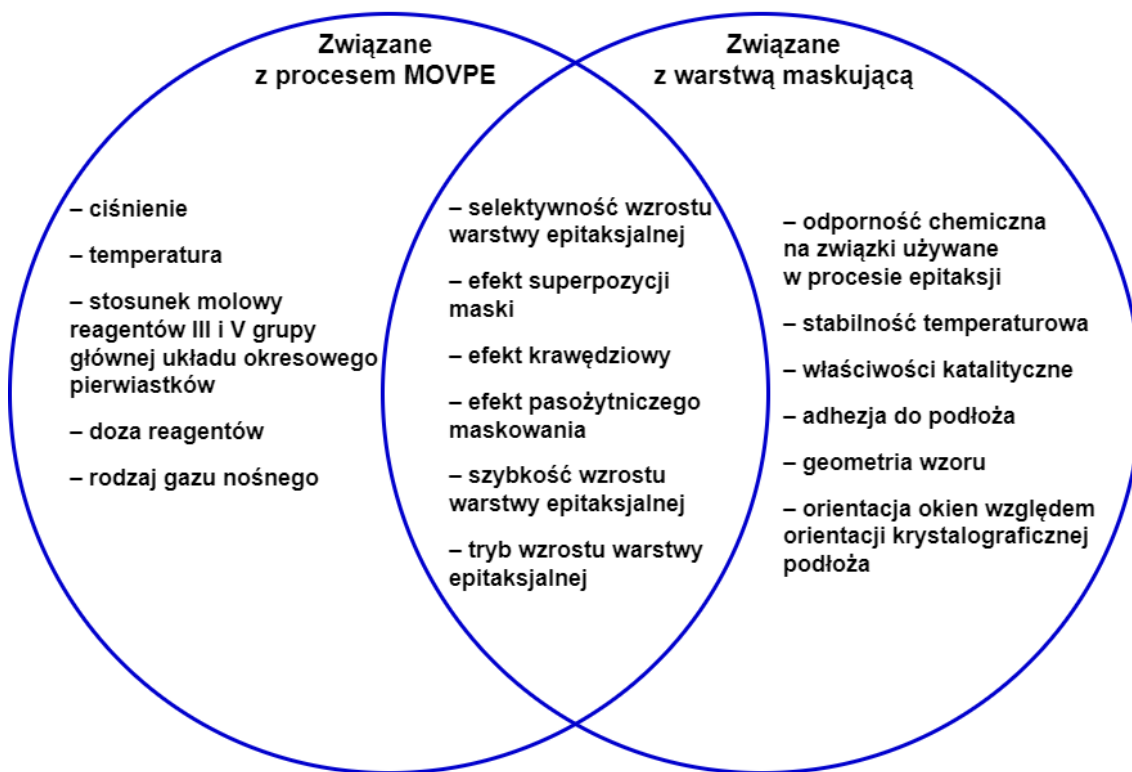 Związane
z procesem MOVPE
– ciśnienie
– temperatura
– stosunek molowy
reagentów III i V grupy
głównej układu okresowego
pierwiastków
– doza reagentów
– rodzaj gazu nośnego
– selektywność wzrostu
warstwy epitaksjalnej
– efekt superpozycji
maski
– efekt krawędziowy
– efekt pasożytniczego
maskowania
– szybkość wzrostu
warstwy epitaksjalnej
– tryb wzrostu warstwy
epitaksjalnej
Związane
z warstwą maskującą
– odporność chemiczna
na związki używane
w procesie epitaksji
– stabilność temperaturowa
– właściwości katalityczne
– adhezja do podłoża
– geometria wzoru
– orientacja okien względem
orientacji krystalograficznej
podłoża